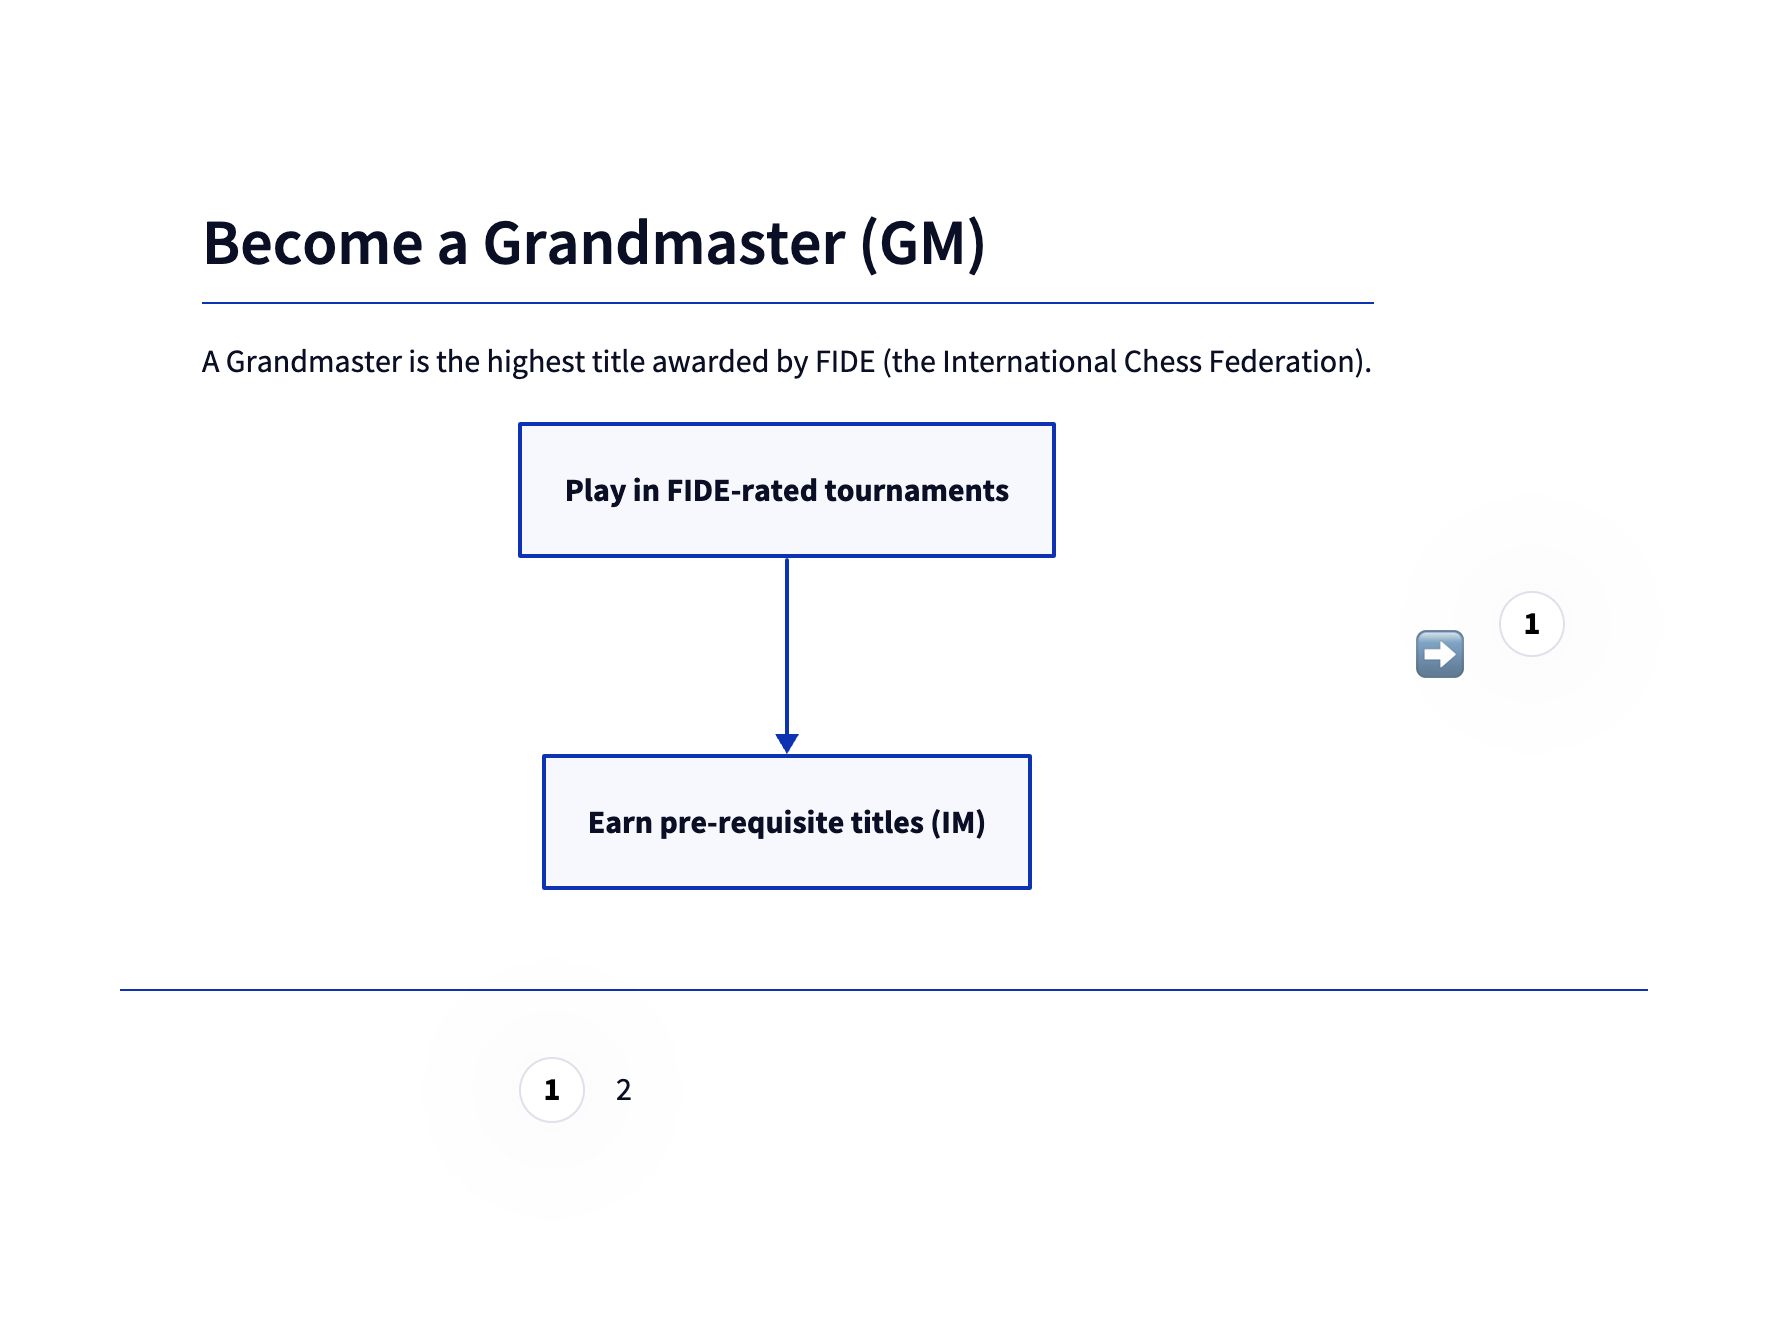 Become a Grandmaster (GM)
A Grandmaster is the highest title awarded by FIDE (the International Chess Federation).
Play in FIDE-rated tournaments
1
Earn pre-requisite titles (IM)
1 2